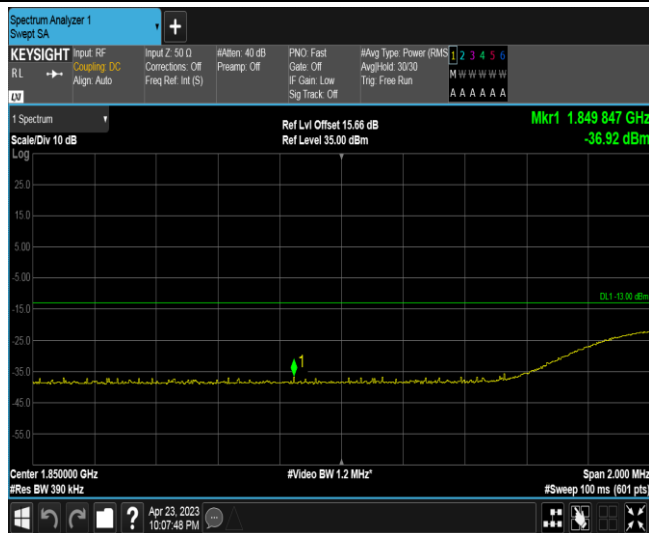 Spectrum Analyzer 1
Swept SA
+
KEYSIGHT
RL
Input: RF
Coupling: DC
Align: Auto
Input Z: 50 Ω
Corrections: Off
Freq Ref: Int (S)
#Atten: 40 dB
Preamp: Off
PNO: Fast
Gate: Off
IF Gain: Low
Sig Track: Off
#Avg Type: Power (RMS
Avg|Hold: 30/30
Trig: Free Run
1 2 3 4 5 6
M W W W W W
A A A A A A
1 Spectrum
Scale/Div 10 dB
Log
Ref Lvl Offset 15.66 dB
Ref Level 35.00 dBm
Mkr1 1.849 847 GHz
-36.92 dBm
25.0
15.0
5.00
-5.00
DL1 -13.00 dBm
-15.0
-25.0
1
-35.0
-45.0
-55.0
Center 1.850000 GHz
#Res BW 390 kHz
#Video BW 1.2 MHz*
Span 2.000 MHz
#Sweep 100 ms (601 pts)
?
Apr 23, 2023
10:07:48 PM